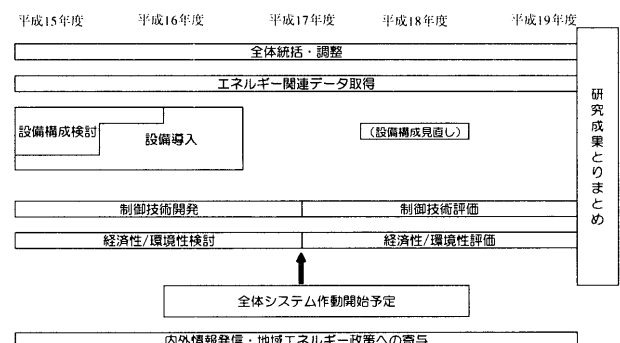 平成15年度 平成16年度 平成17年度 平成18年度 平成19年度
全体統括・調整
エネルギー関連データ取得
設備構成検討
設備導入
(設備構成見直し)
制御技術開発 制御技術評価
経済性/環境性検討 経済性/環境性評価
全体システム作動開始予定
内外情報発信・地域エネルギー政策への寄与
研究成果とりまとめ